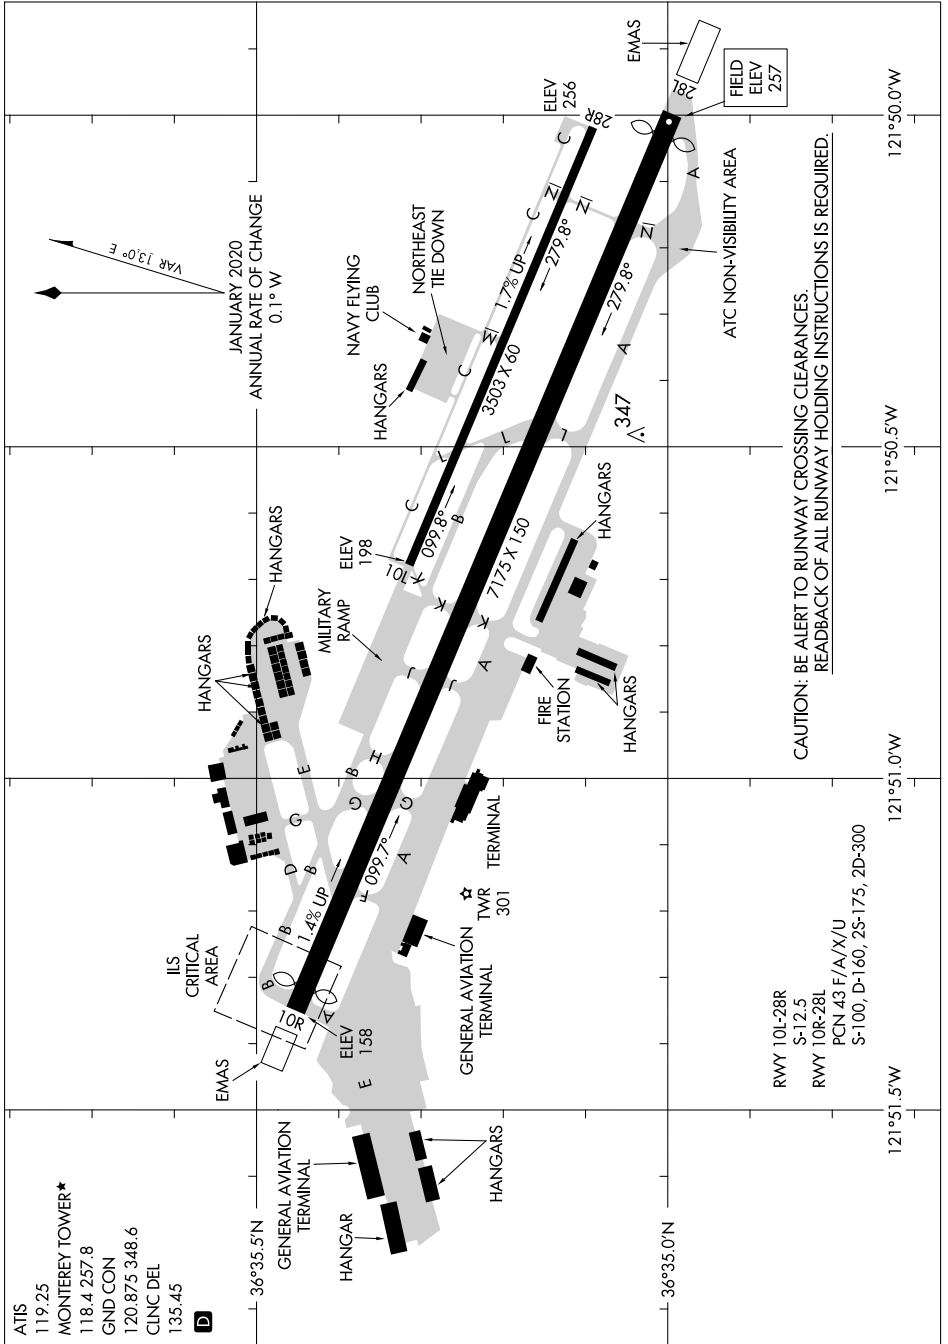 ATIS
119.25
MONTEREY TOWER★
118.4 257.8
GND CON
120.875 348.6
CLNC DEL
135.45
D
JANUARY 2020
ANNUAL RATE OF CHANGE
0.1° W
VAR 13.0° E
EMAS
FIELD
ELEV
257
28L
ELEV
256
28R
121°50.0'W
NAVY FLYING
CLUB
NORTHEAST
TIE DOWN
HANGARS
C
C
N
N
N
A
1.7% UP
279.8°
279.8°
ATC NON-VISIBILITY AREA
M
C
3503 X 60
A
347
121°50.5'W
L
L
L
C
099.8°
B
ELEV
198
10L
7175 X 150
HANGARS
HANGARS
HANGARS
MILITARY
RAMP
K
K
K
J
J
A
FIRE
STATION
HANGARS
121°51.0'W
E
B
H
G
G
G
D
B
B
F
A
099.7°
1.4% UP
TERMINAL
TWR
301
GENERAL AVIATION
TERMINAL
ILS
CRITICAL
AREA
B
A
10R
ELEV
158
EMAS
E
121°51.5'W
GENERAL AVIATION
TERMINAL
HANGAR
HANGARS
36°35.5'N
36°35.0'N
CAUTION: BE ALERT TO RUNWAY CROSSING CLEARANCES.
READBACK OF ALL RUNWAY HOLDING INSTRUCTIONS IS REQUIRED.
RWY 10L-28R
S-12.5
RWY 10R-28L
PCN 43 F/A/X/U
S-100, D-160, 2S-175, 2D-300